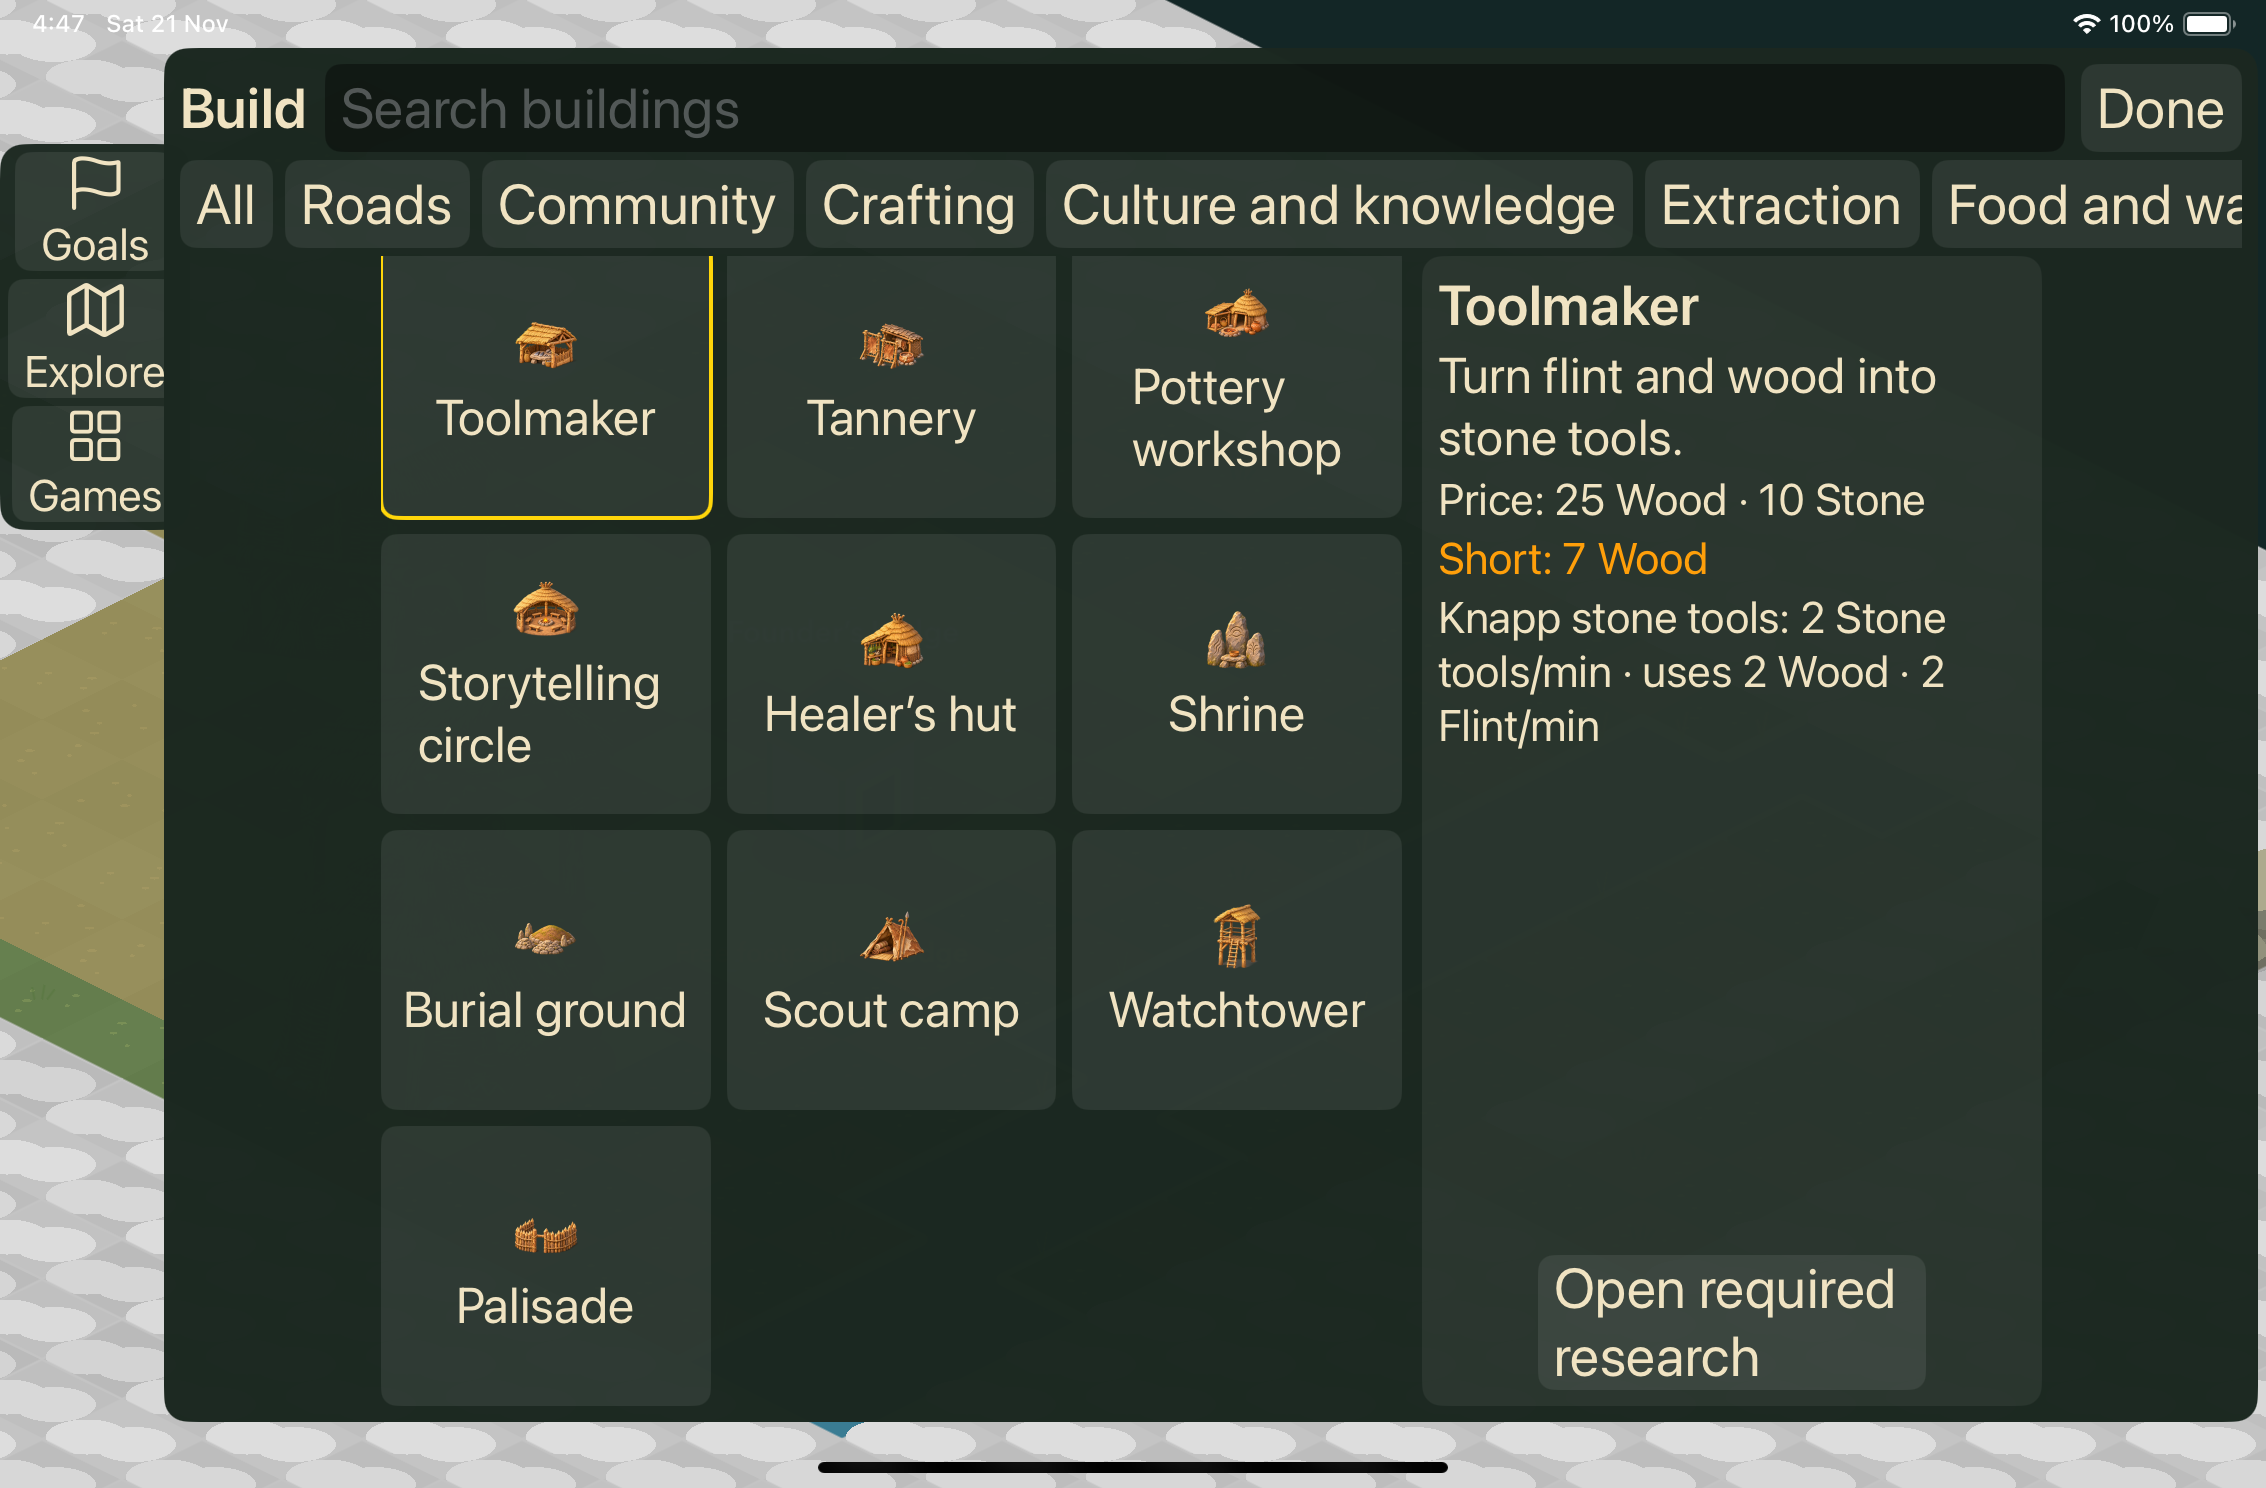 4:47 Sat 21 Nov
100%
Build
Search buildings
Done
Goals
Explore
Games
All
Roads
Community
Crafting
Culture and knowledge
Extraction
Food and wa
Toolmaker
Tannery
Pottery
workshop
Storytelling
circle
Healer’s hut
Shrine
Burial ground
Scout camp
Watchtower
Palisade
Toolmaker
Turn flint and wood into
stone tools.
Price: 25 Wood · 10 Stone
Short: 7 Wood
Knapp stone tools: 2 Stone
tools/min · uses 2 Wood · 2
Flint/min
Open required
research